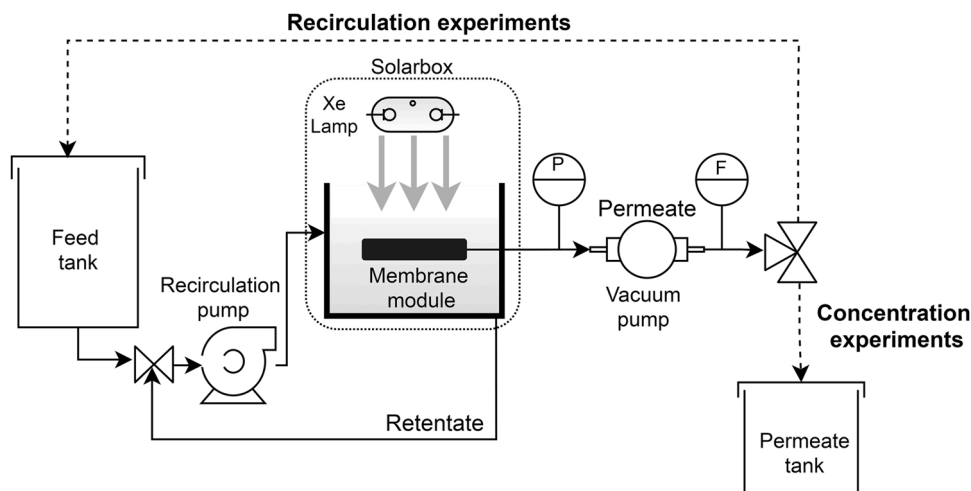 Recirculation experiments
Solarbox
Xe
Lamp
P
F
Feed
tank
Permeate
Membrane
module
Recirculation
pump
Vacuum
pump
Concentration
experiments
Retentate
Permeate
tank